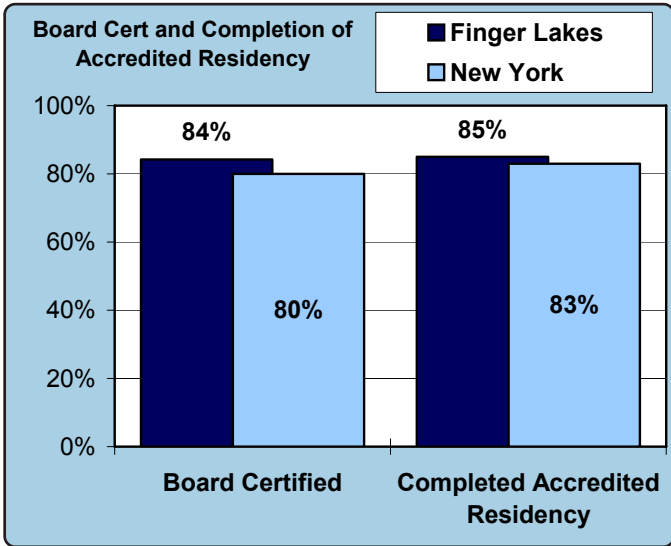 Board Cert and Completion of
Accredited Residency
Finger Lakes
New York
100%
80%
60%
40%
20%
0%
84%
80%
85%
83%
Board Certified
Completed Accredited
Residency